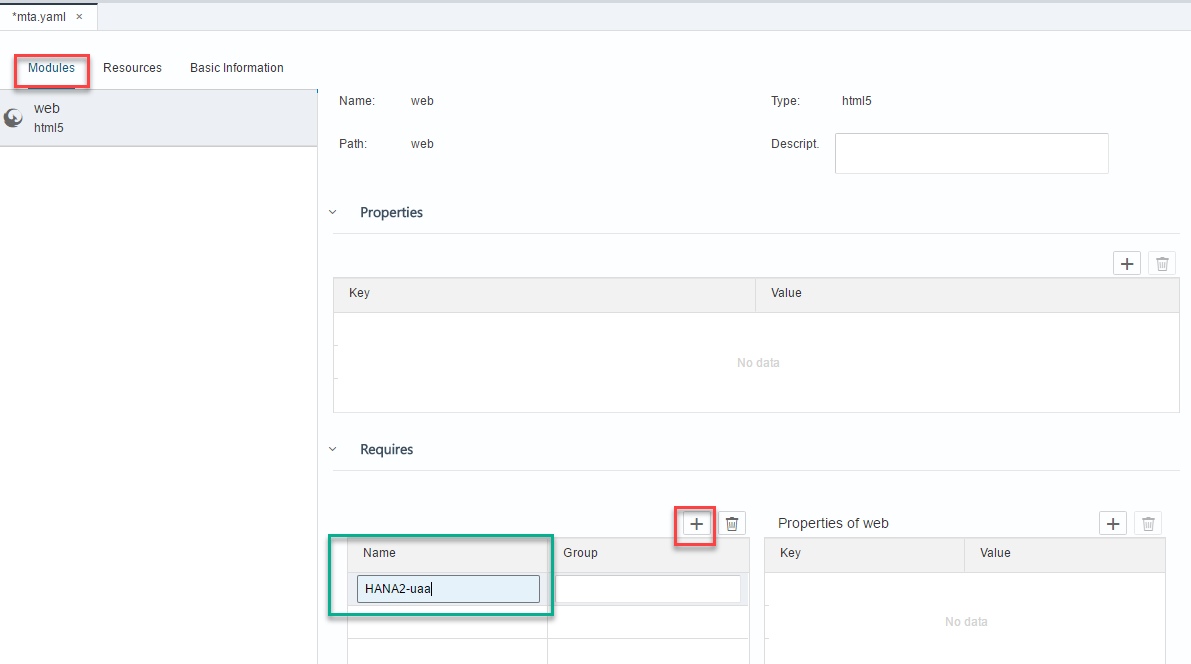 *mta.yaml ×
Modules Resources Basic Information
web
html5
Name: web Type: html5
Path: web Descript.
Properties
Key Value
No data
Requires
Properties of web
Name Group Key Value
HANA2-uaa
No data